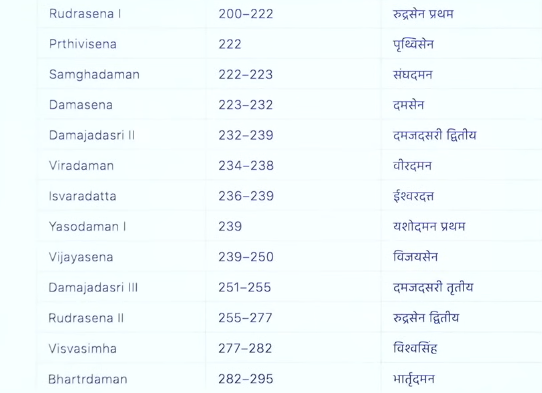 Rudrasena I 200–222 रुद्रसेन प्रथम
Prthivisena 222 पृथ्विसेन
Samghadaman 222–223 संघदमन
Damasena 223–232 दमसेन
Damajadasri II 232–239 दमजदसरी द्वितीय
Viradaman 234–238 वीरदमन
Isvaradatta 236–239 ईश्वरदत्त
Yasodaman I 239 यशोदमन प्रथम
Vijayasena 239–250 विजयसेन
Damajadasri III 251–255 दमजदसरी तृतीय
Rudrasena II 255–277 रुद्रसेन द्वितीय
Visvasimha 277–282 विश्वसिंह
Bhartrdaman 282–295 भार्तृदमन